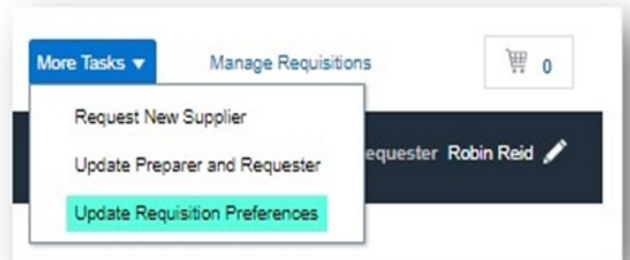 More Tasks ▼ Manage Requisitions 0
Request New Supplier
Update Preparer and Requester
equester Robin Reid
Update Requisition Preferences